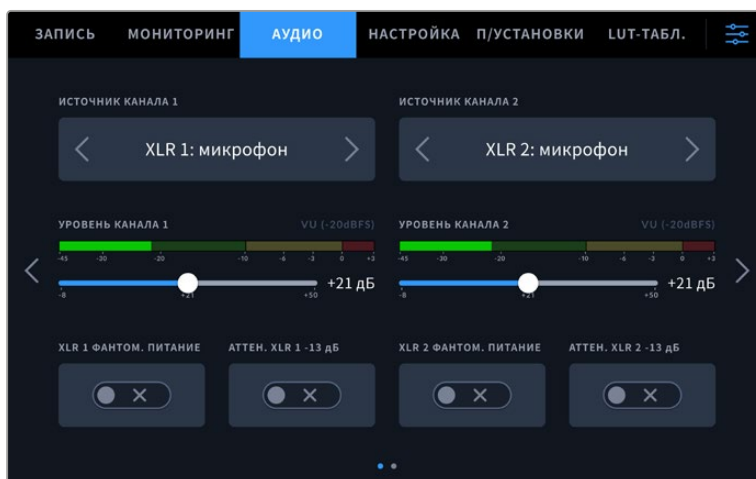 ЗАПИСЬ МОНИТОРИНГ АУДИО НАСТРОЙКА П/УСТАНОВКИ LUT-ТАБЛ.
ИСТОЧНИК КАНАЛА 1 ИСТОЧНИК КАНАЛА 2
XLR 1: микрофон XLR 2: микрофон
УРОВЕНЬ КАНАЛА 1 VU (-20dBFS) УРОВЕНЬ КАНАЛА 2 VU (-20dBFS)
-45 -30 -20 -10 -6 -3 0 +3 -45 -30 -20 -10 -6 -3 0 +3
+21 дБ +21 дБ
-8 +21 +50 -8 +21 +50
XLR 1 ФАНТОМ. ПИТАНИЕ АТТЕН. XLR 1 -13 дБ XLR 2 ФАНТОМ. ПИТАНИЕ АТТЕН. XLR 2 -13 дБ